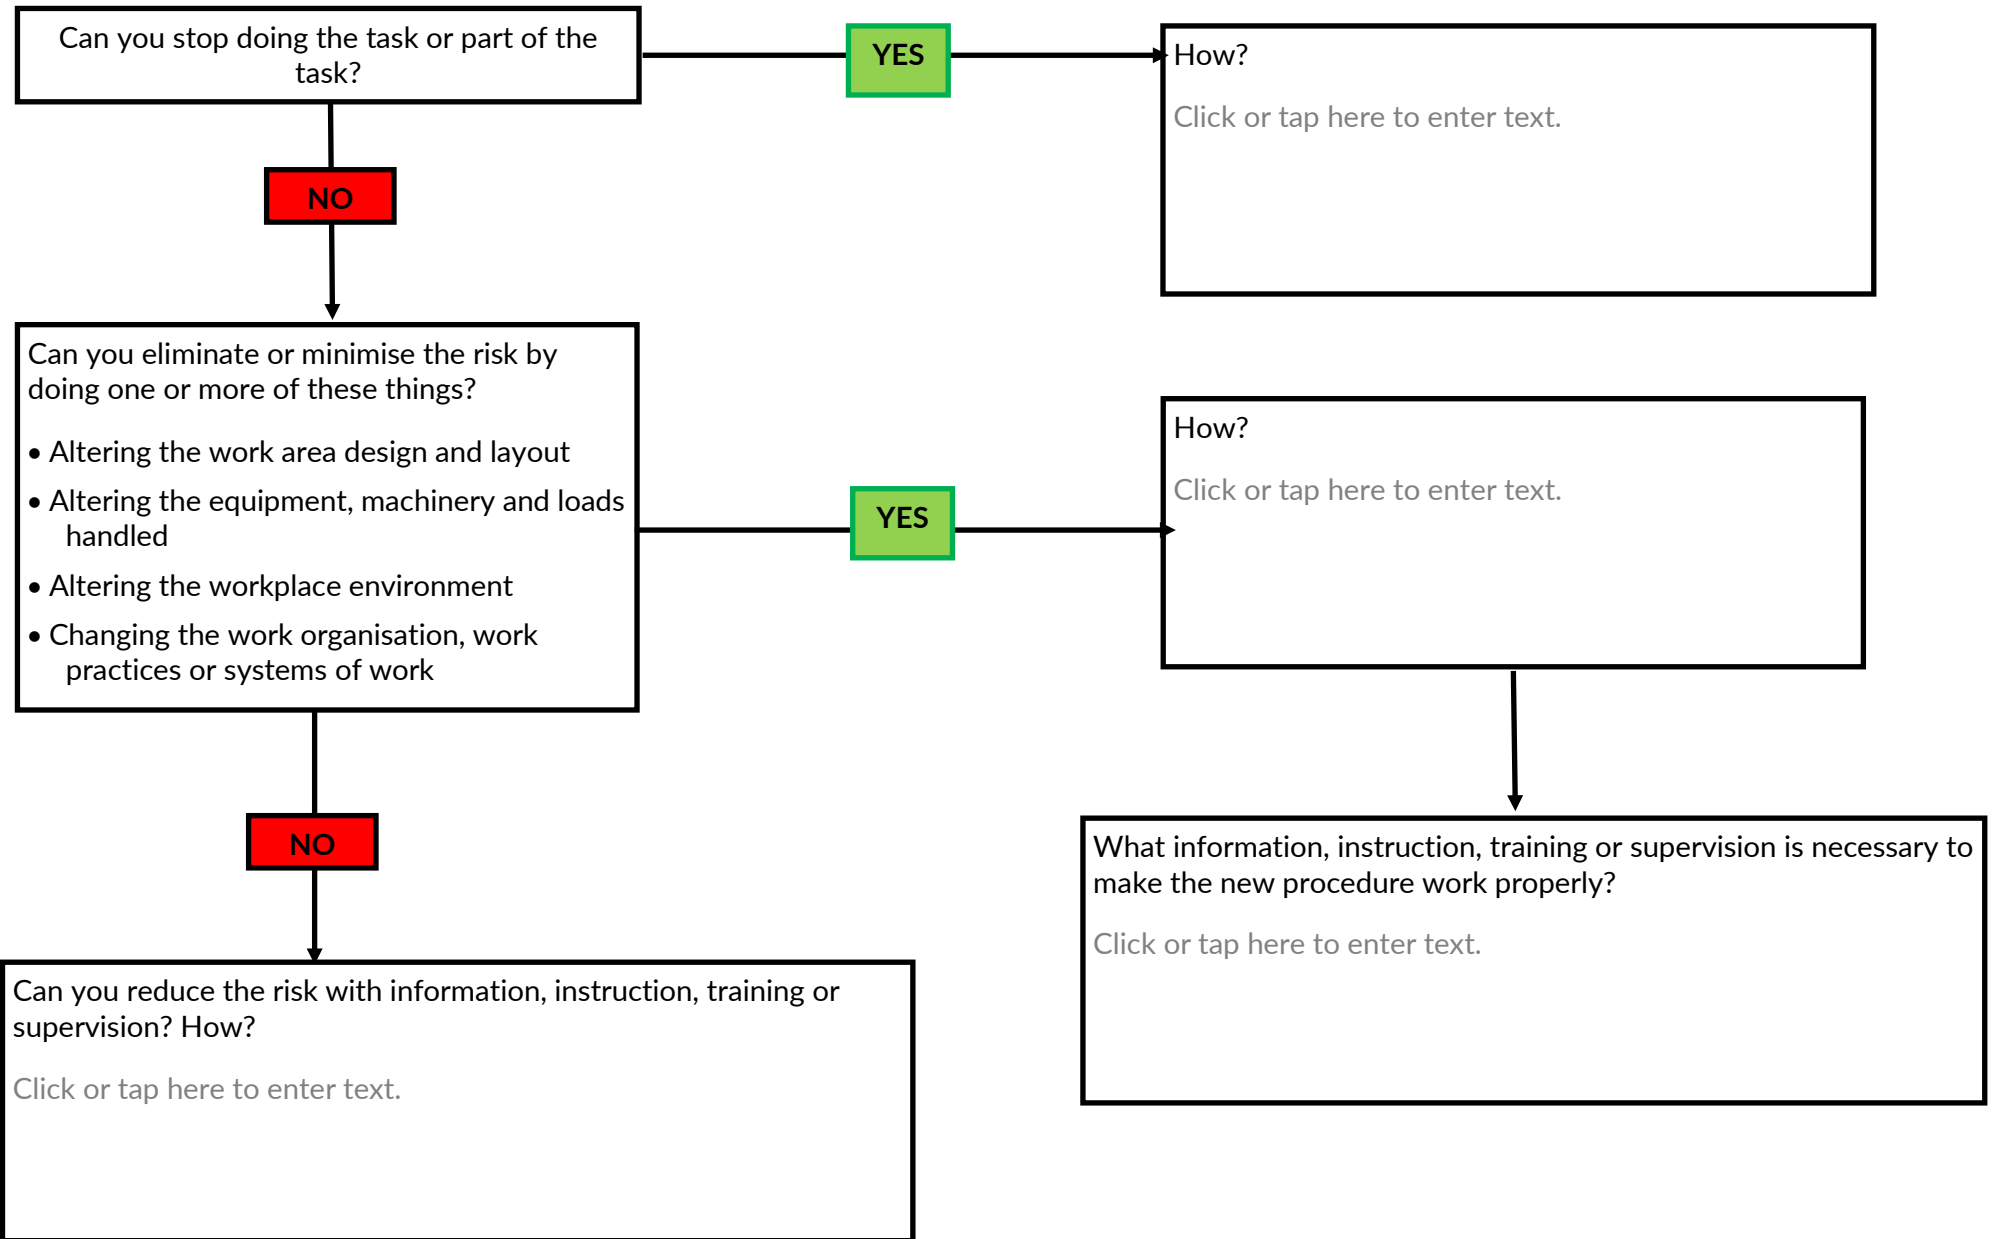 Can you stop doing the task or part of the
task?
YES
How?
Click or tap here to enter text.
NO
Can you eliminate or minimise the risk by
doing one or more of these things?
• Altering the work area design and layout
• Altering the equipment, machinery and loads
handled
• Altering the workplace environment
• Changing the work organisation, work
practices or systems of work
YES
How?
Click or tap here to enter text.
NO
What information, instruction, training or supervision is necessary to
make the new procedure work properly?
Click or tap here to enter text.
Can you reduce the risk with information, instruction, training or
supervision? How?
Click or tap here to enter text.